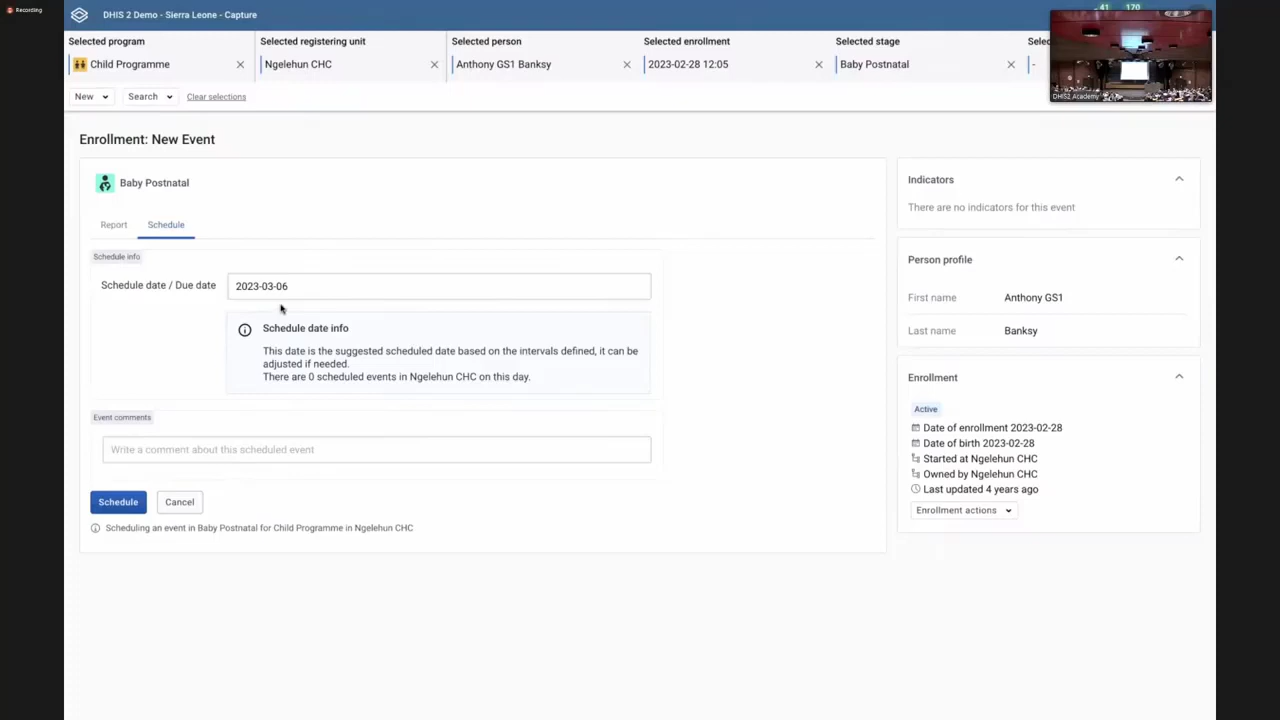 Recording
DHIS 2 Demo - Sierra Leone - Capture
41 170
Selected program
Selected registering unit
Selected person
Selected enrollment
Selected stage
Selec
Child Programme
Ngelehun CHC
Anthony GS1 Banksy
2023-02-28 12:05
Baby Postnatal
-
DHIS2 Academy
New
Search
Clear selections
Enrollment: New Event
Baby Postnatal
Report
Schedule
Schedule info
Schedule date / Due date
2023-03-06
Schedule date info
This date is the suggested scheduled date based on the intervals defined, it can be
adjusted if needed.
There are 0 scheduled events in Ngelehun CHC on this day.
Event comments
Write a comment about this scheduled event
Schedule
Cancel
Scheduling an event in Baby Postnatal for Child Programme in Ngelehun CHC
Indicators
There are no indicators for this event
Person profile
First name Anthony GS1
Last name Banksy
Enrollment
Active
Date of enrollment 2023-02-28
Date of birth 2023-02-28
Started at Ngelehun CHC
Owned by Ngelehun CHC
Last updated 4 years ago
Enrollment actions